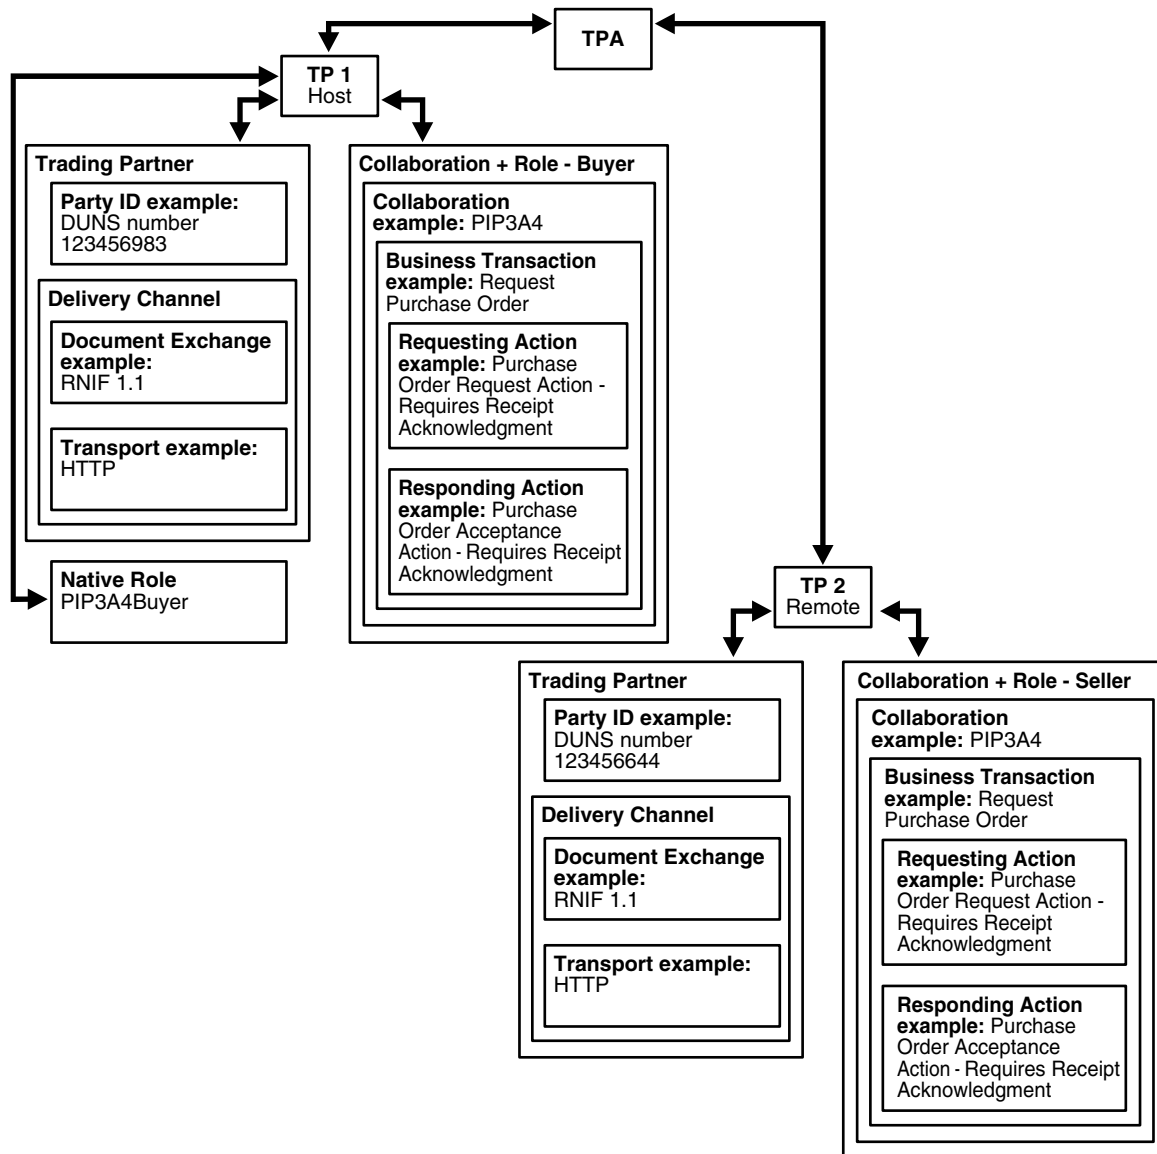 TPA
TP 1
Host
Trading Partner
Party ID example:
DUNS number
123456983
Delivery Channel
Document Exchange
example:
RNIF 1.1
Transport example:
HTTP
Native Role
PIP3A4Buyer
Collaboration + Role - Buyer
Collaboration
example: PIP3A4
Business Transaction
example: Request
Purchase Order
Requesting Action
example: Purchase
Order Request Action -
Requires Receipt
Acknowledgment
Responding Action
example: Purchase
Order Acceptance
Action - Requires Receipt
Acknowledgment
TP 2
Remote
Trading Partner
Party ID example:
DUNS number
123456644
Delivery Channel
Document Exchange
example:
RNIF 1.1
Transport example:
HTTP
Collaboration + Role - Seller
Collaboration
example: PIP3A4
Business Transaction
example: Request
Purchase Order
Requesting Action
example: Purchase
Order Request Action -
Requires Receipt
Acknowledgment
Responding Action
example: Purchase
Order Acceptance
Action - Requires Receipt
Acknowledgment